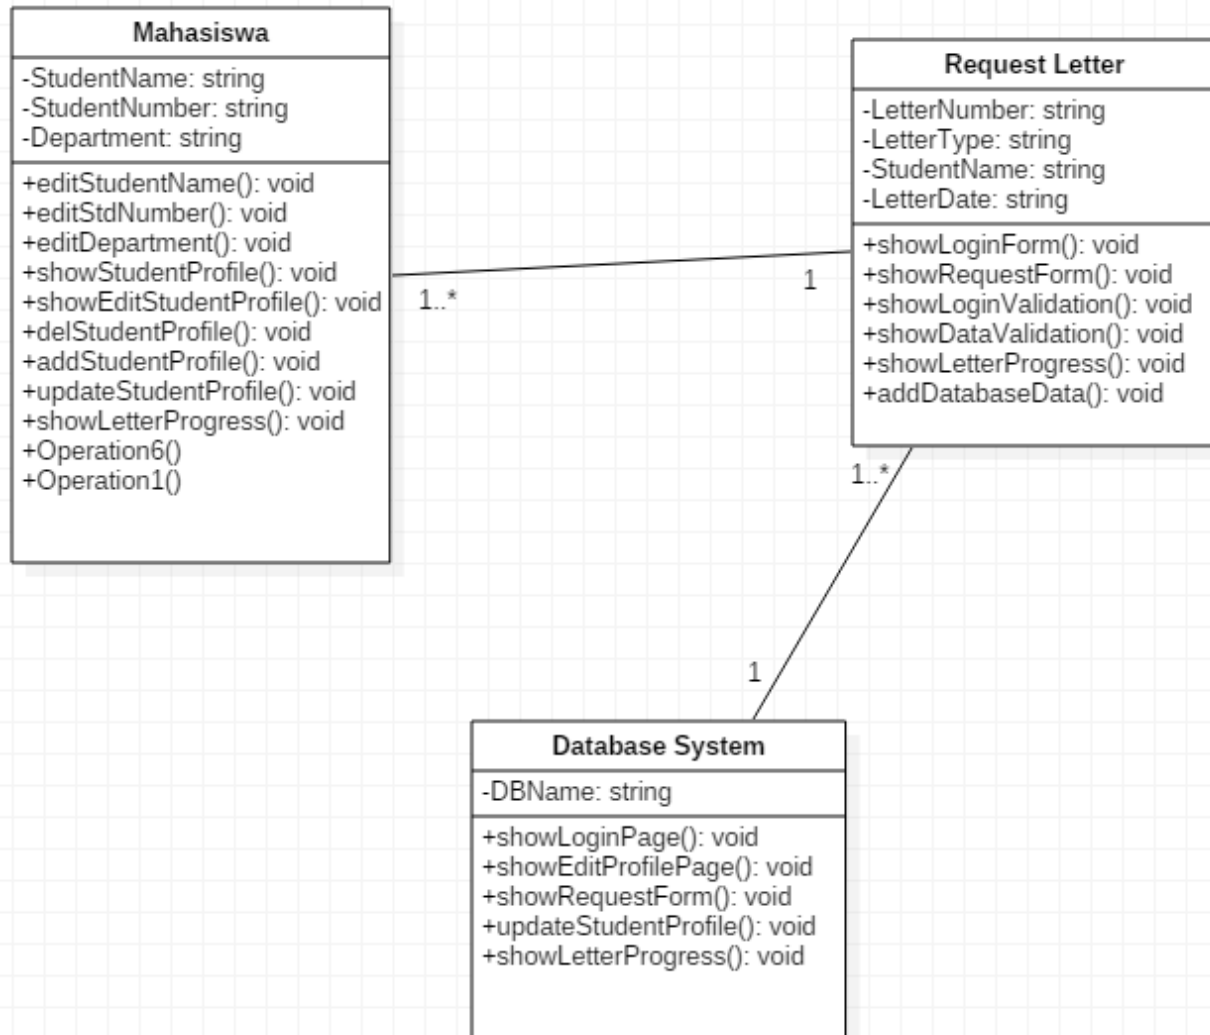 Mahasiswa
-StudentName: string
-StudentNumber: string
-Department: string
+editStudentName(): void
+editStdNumber(): void
+editDepartment(): void
+showStudentProfile(): void
+showEditStudentProfile(): void
+delStudentProfile(): void
+addStudentProfile(): void
+updateStudentProfile(): void
+showLetterProgress(): void
+Operation6()
+Operation1()
1..*
1
Request Letter
-LetterNumber: string
-LetterType: string
-StudentName: string
-LetterDate: string
+showLoginForm(): void
+showRequestForm(): void
+showLoginValidation(): void
+showDataValidation(): void
+showLetterProgress(): void
+addDatabaseData(): void
1..*
1
Database System
-DBName: string
+showLoginPage(): void
+showEditProfilePage(): void
+showRequestForm(): void
+updateStudentProfile(): void
+showLetterProgress(): void